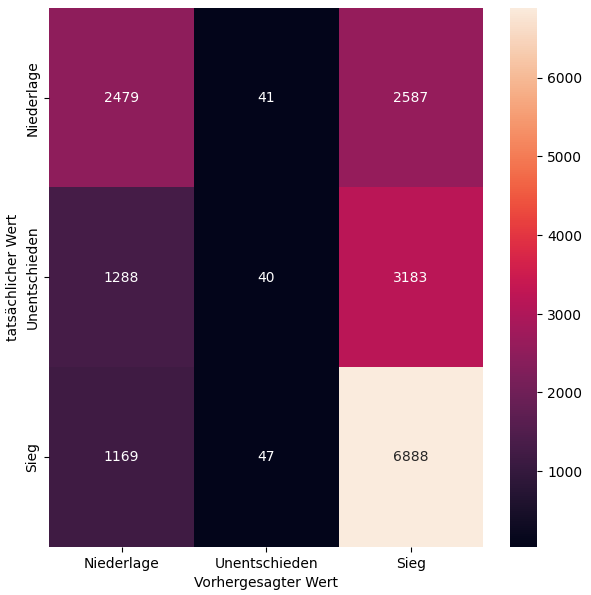 tatsächlicher Wert
Niederlage
2479 41 2587
Unentschieden
1288 40 3183
Sieg
1169 47 6888
Niederlage Unentschieden Sieg
Vorhergesagter Wert
6000
5000
4000
3000
2000
1000